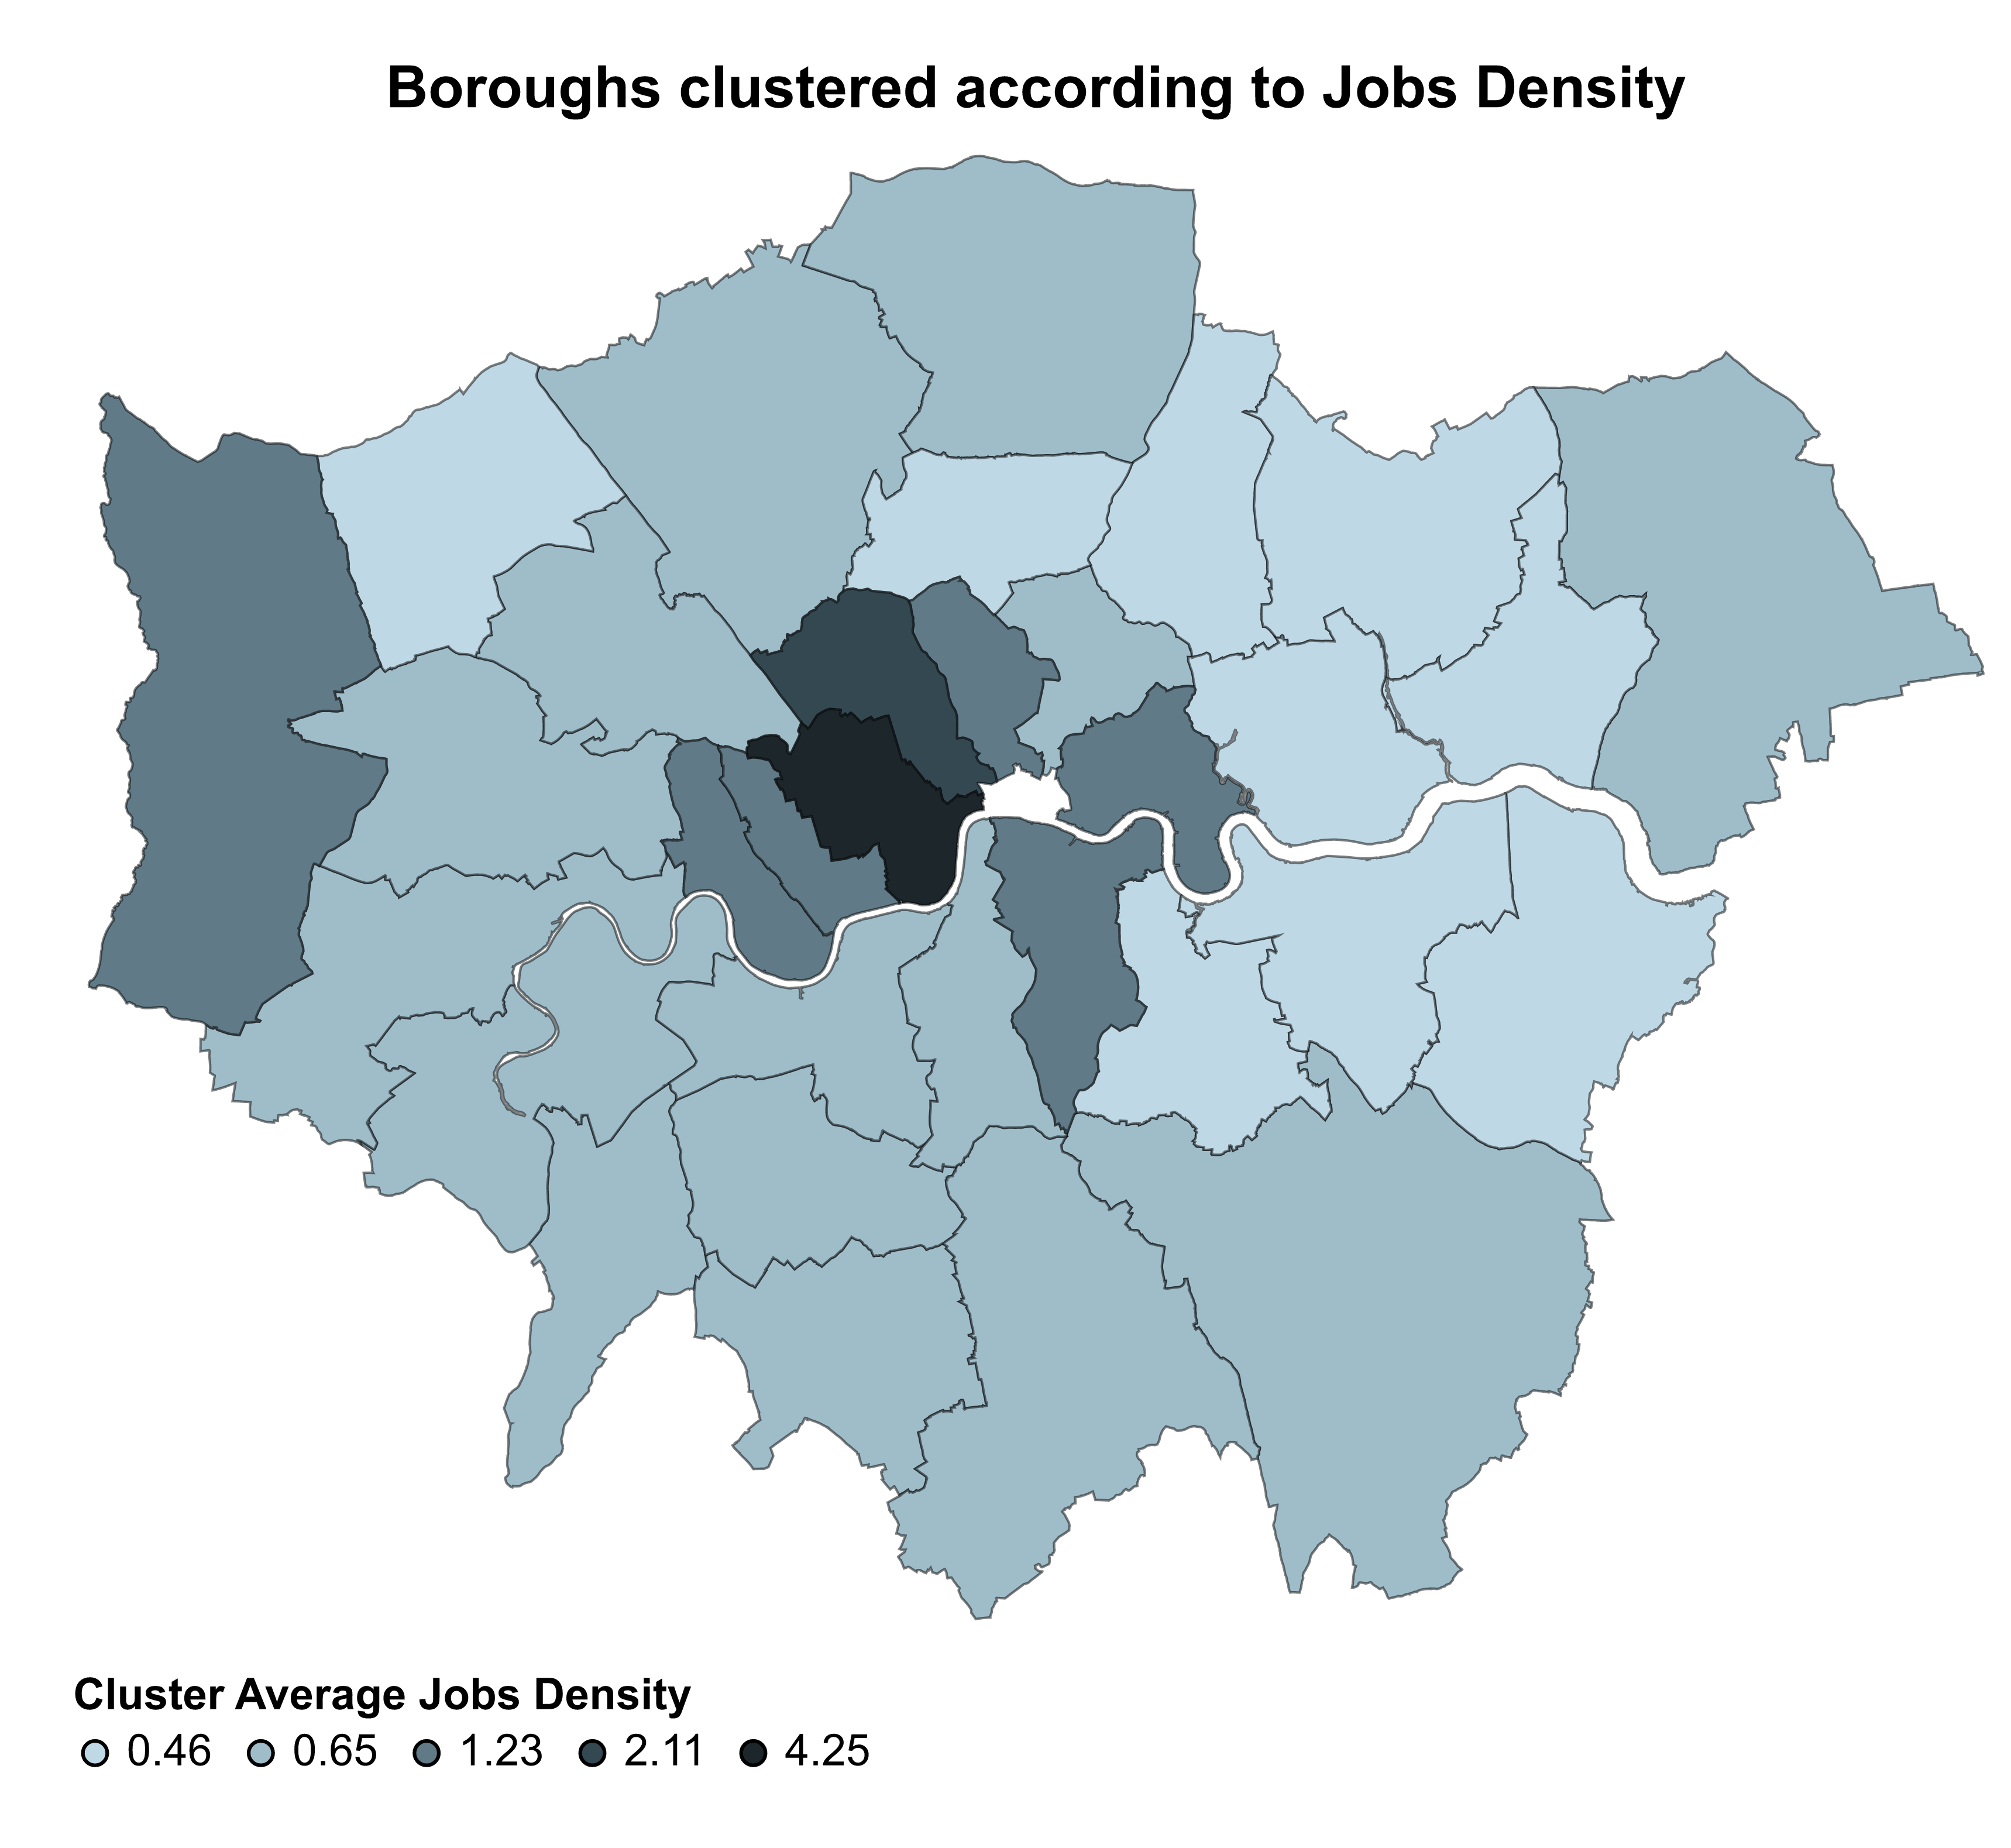 Boroughs clustered according to Jobs Density
Cluster Average Jobs Density
0.46 0.65 1.23 2.11 4.25